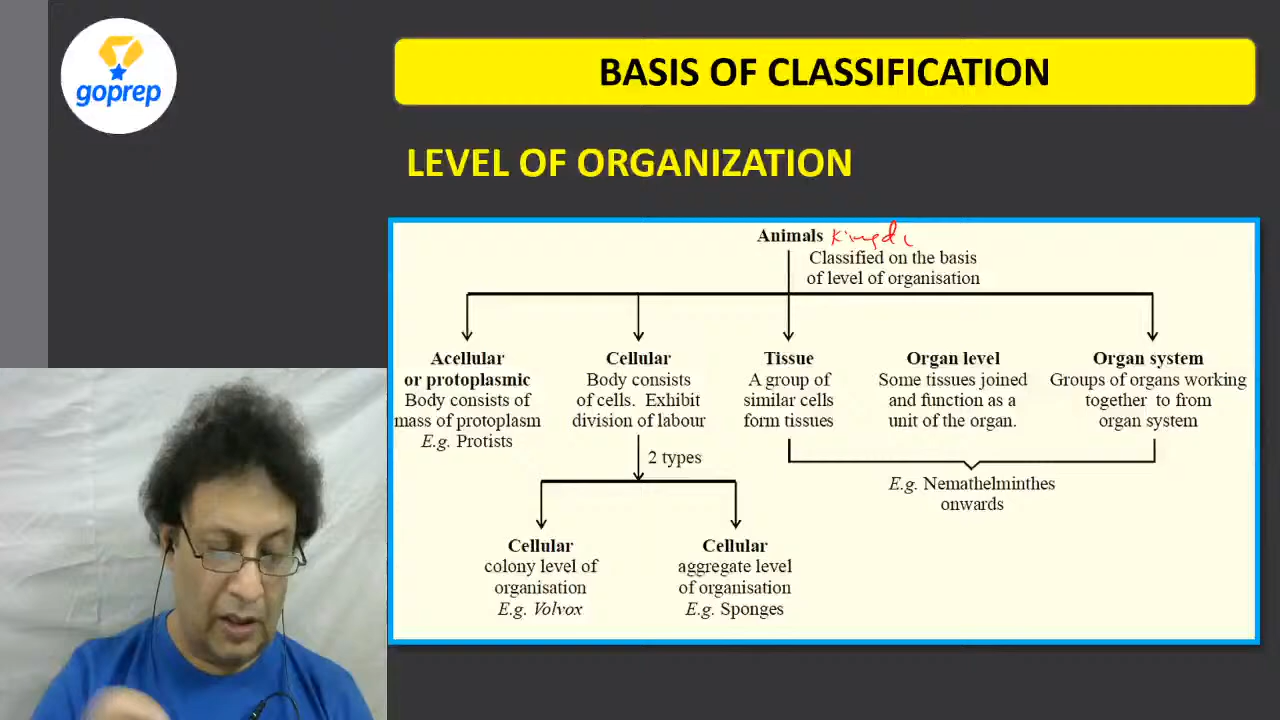 goprep
BASIS OF CLASSIFICATION
LEVEL OF ORGANIZATION
Animals
Classified on the basis
of level of organisation
Acellular
or protoplasmic
Body consists of
mass of protoplasm
E.g. Protists
Cellular
Body consists
of cells. Exhibit
division of labour
2 types
Cellular
colony level of
organisation
E.g. Volvox
Cellular
aggregate level
of organisation
E.g. Sponges
Tissue
A group of
similar cells
form tissues
Organ level
Some tissues joined
and function as a
unit of the organ.
Organ system
Groups of organs working
together to from
organ system
E.g. Nemathelminthes
onwards